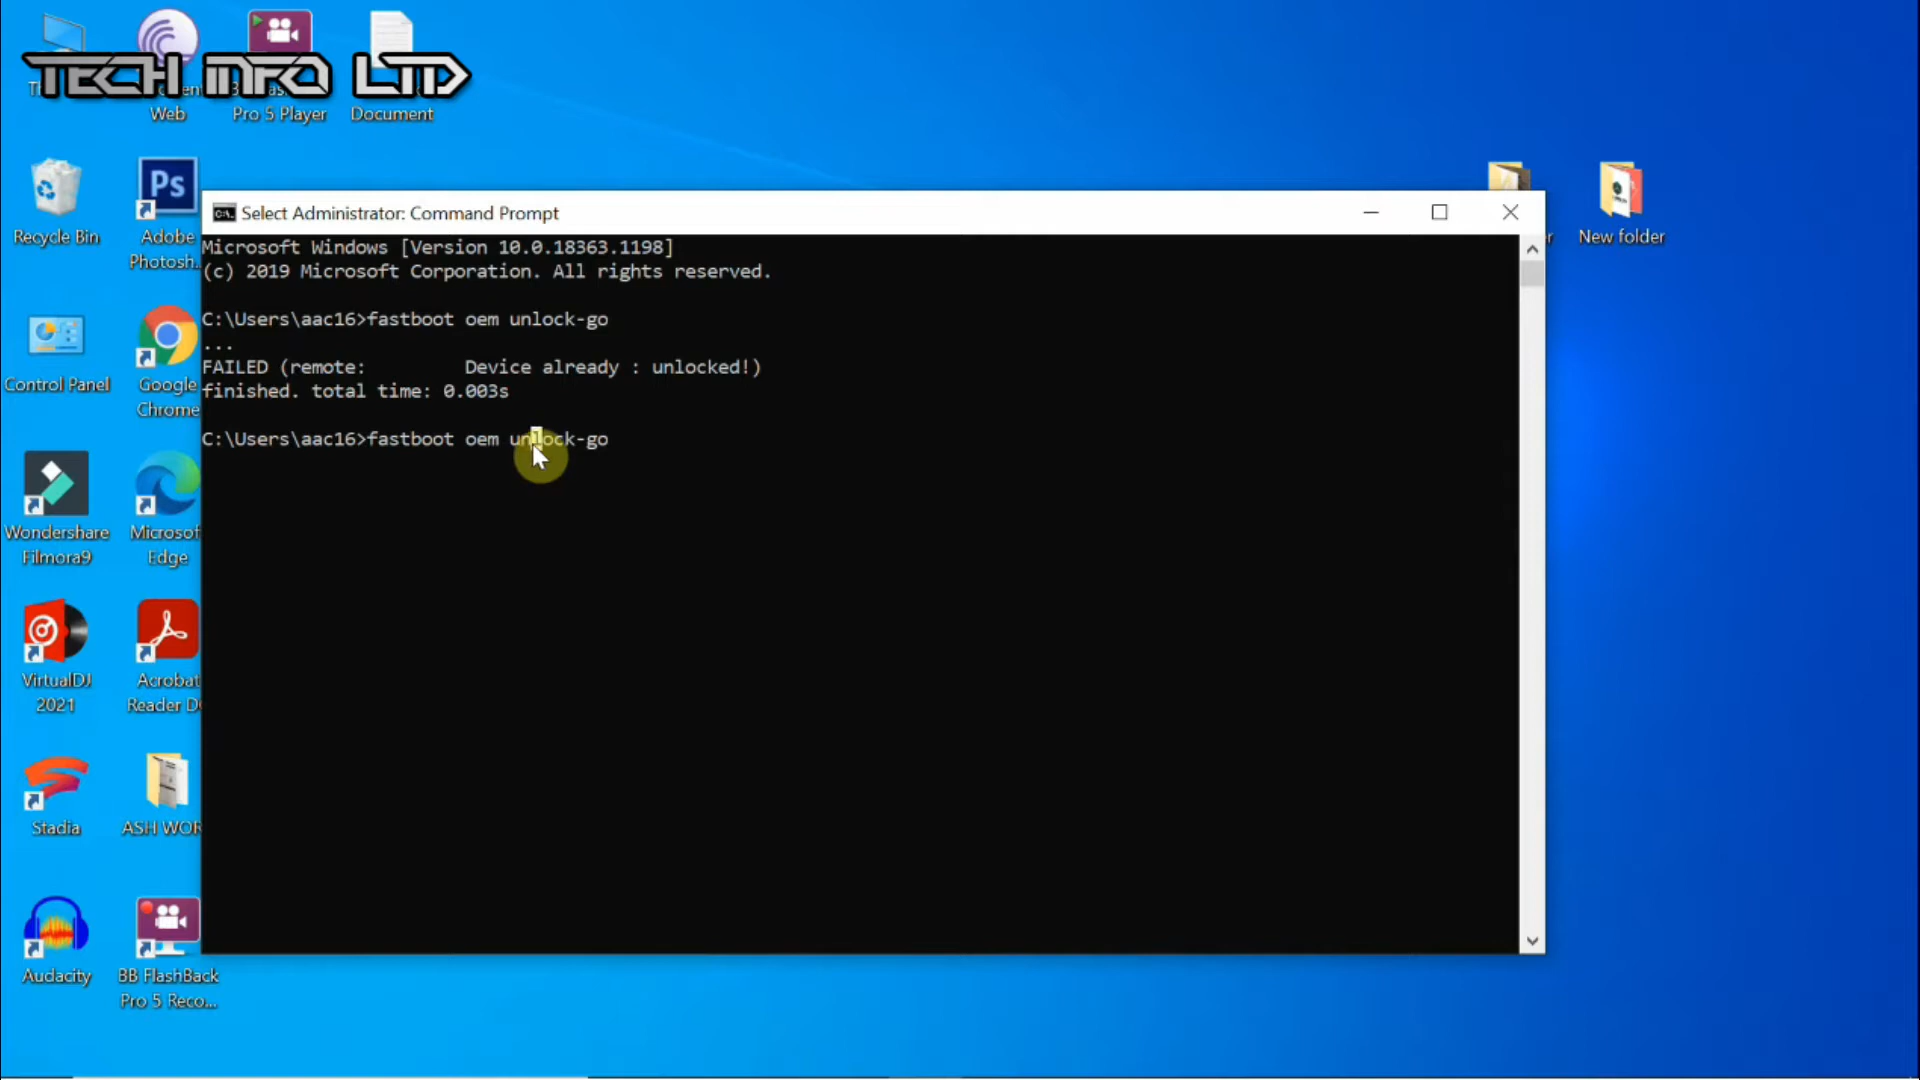 TECH INFO LTD
Web
Pro 5 Player
Document
Recycle Bin
Adobe
Photosh...
New folder
Control Panel
Google
Chrome
Wondershare
Filmora9
Microsof
Edge
VirtualDJ
2021
Acrobat
Reader D
Stadia
ASH WOR
Audacity
BB FlashBack
Pro 5 Reco...
Ps
Select Administrator: Command Prompt
Microsoft Windows [Version 10.0.18363.1198]
(c) 2019 Microsoft Corporation. All rights reserved.
C:\Users\aac16>fastboot oem unlock-go
...
FAILED (remote: Device already : unlocked!)
finished. total time: 0.003s
C:\Users\aac16>fastboot oem unlock-go